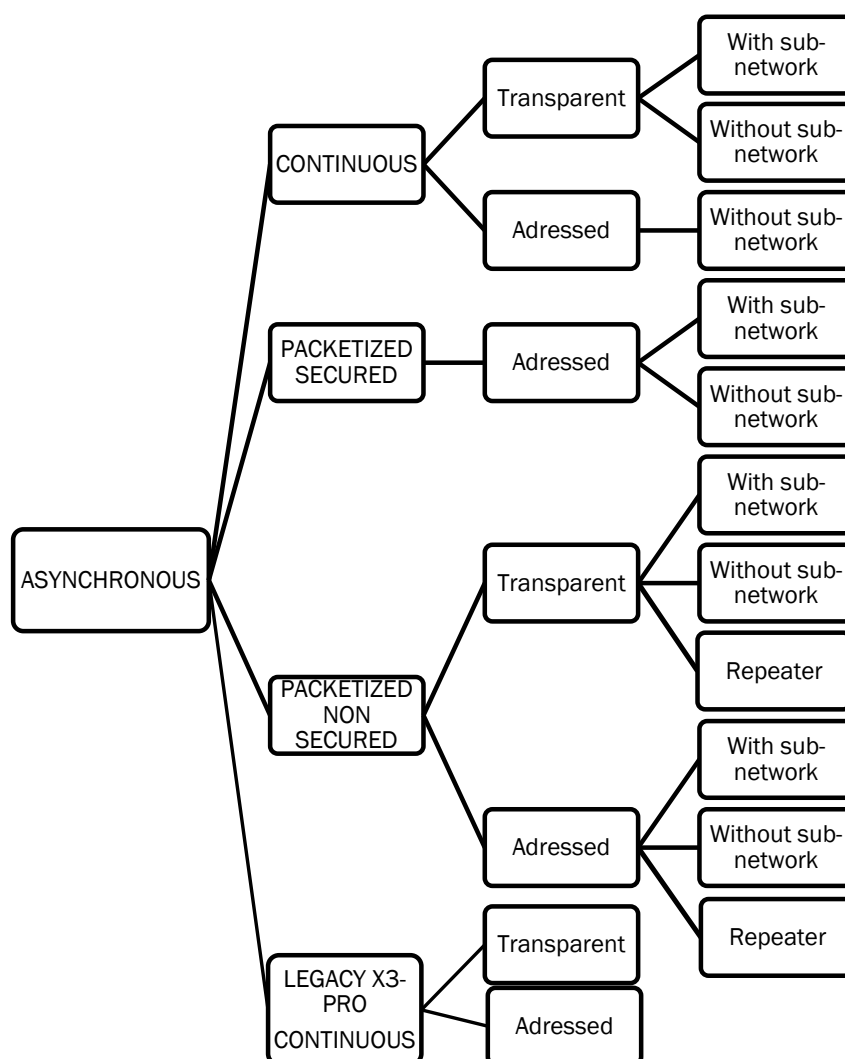 With sub-
network
Transparent
Without sub-
network
CONTINUOUS
Adressed
Without sub-
network
With sub-
network
PACKETIZED
SECURED
Adressed
Without sub-
network
With sub-
network
ASYNCHRONOUS
Transparent
Without sub-
network
Repeater
PACKETIZED
NON
SECURED
With sub-
network
Adressed
Without sub-
network
Repeater
Transparent
LEGACY X3-
PRO
CONTINUOUS
Adressed